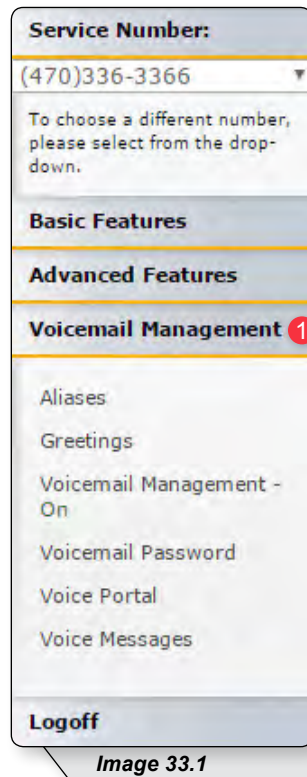 Service Number:
(470)336-3366 ▼
To choose a different number,
please select from the drop-
down.
Basic Features
Advanced Features
Voicemail Management 1
Aliases
Greetings
Voicemail Management -
On
Voicemail Password
Voice Portal
Voice Messages
Logoff
Image 33.1